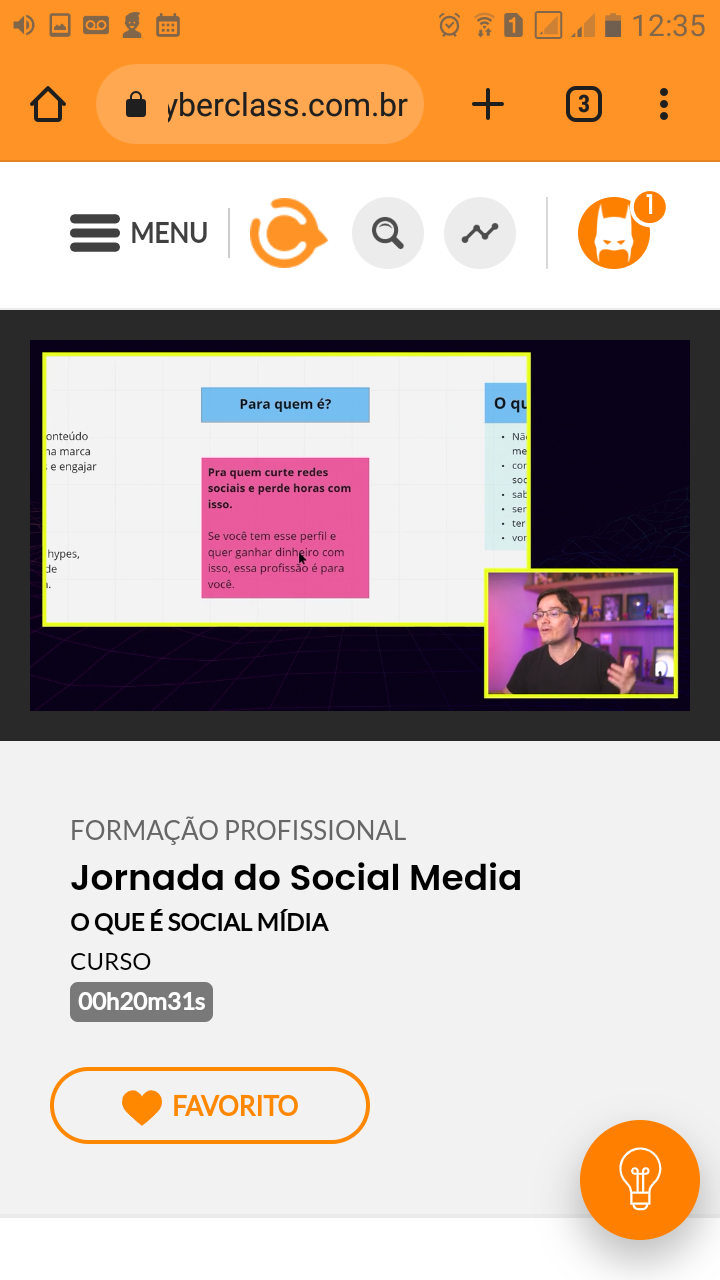 1
12:35
yberclass.com.br
3
MENU
1
Para quem é?
O qu
onteúdo
na marca
s e engajar
Pra quem curte redes
sociais e perde horas com
isso.
Se você tem esse perfil e
quer ganhar dinheiro com
isso, essa profissão é para
você.
hypes,
de
Não
me
con
soc
sab
ser
ter
vor
FORMAÇÃO PROFISSIONAL
Jornada do Social Media
O QUE É SOCIAL MÍDIA
CURSO
00h20m31s
FAVORITO